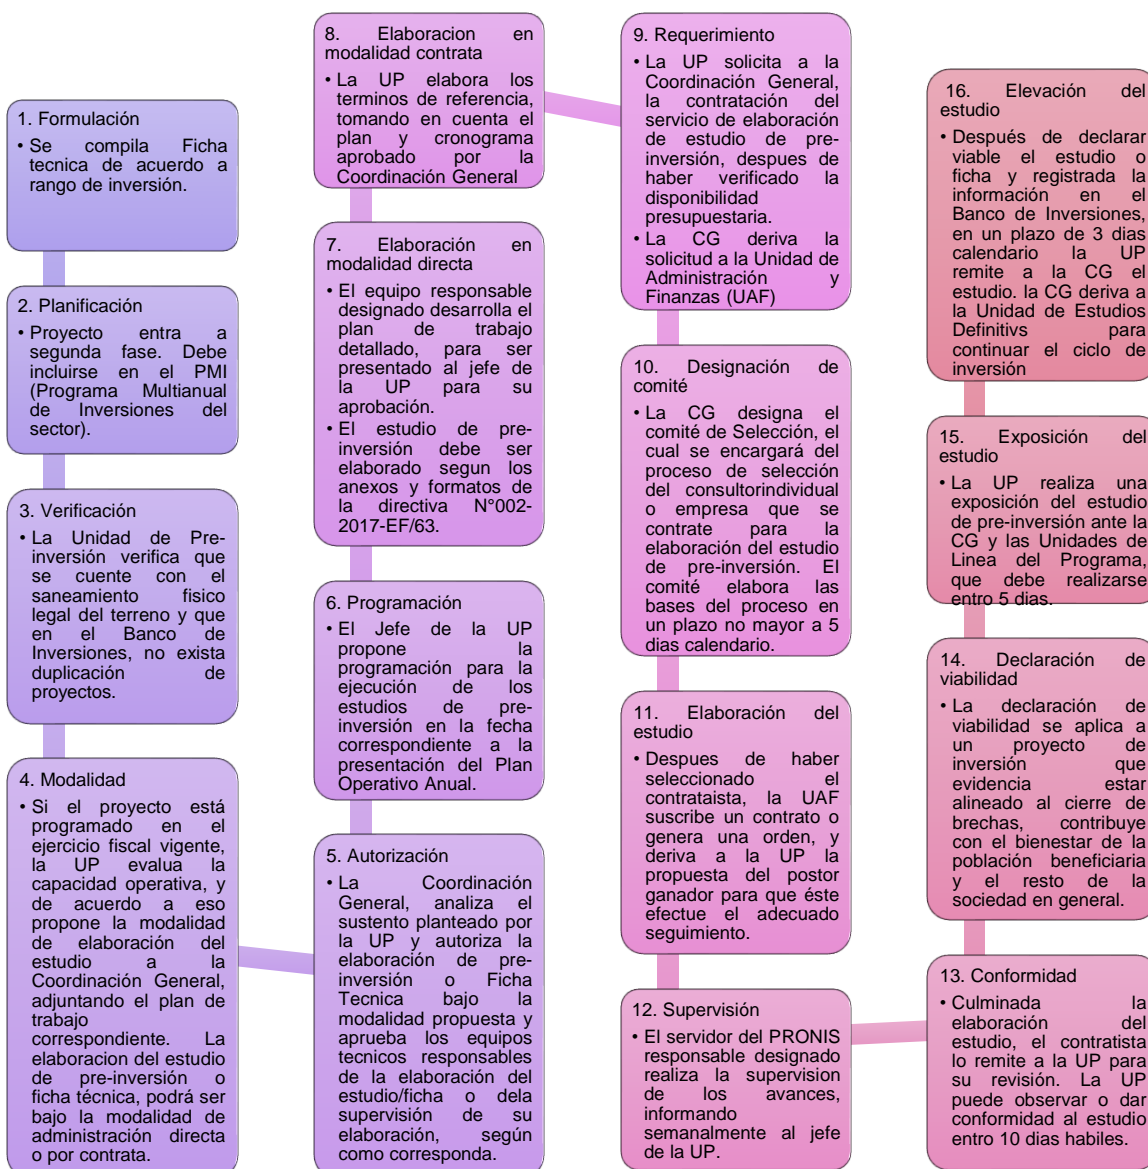 1. Formulación
• Se compila Ficha
tecnica de acuerdo a
rango de inversión.
2. Planificación
• Proyecto entra a
segunda fase. Debe
incluirse en el PMI
(Programa Multianual
de Inversiones del
sector).
3. Verificación
• La Unidad de Pre-
inversión verifica que
se cuente con el
saneamiento fisico
legal del terreno y que
en el Banco de
Inversiones, no exista
duplicación de
proyectos.
4. Modalidad
• Si el proyecto está
programado en el
ejercicio fiscal vigente,
la UP evalua la
capacidad operativa, y
de acuerdo a eso
propone la modalidad
de elaboración del
estudio a la
Coordinación General,
adjuntando el plan de
trabajo
correspondiente. La
elaboracion del estudio
de pre-inversión o
ficha técnica, podrá ser
bajo la modalidad de
administración directa
o por contrata.
5. Autorización
• La Coordinación
General, analiza el
sustento planteado por
la UP y autoriza la
elaboración de pre-
inversión o Ficha
Tecnica bajo la
modalidad propuesta y
aprueba los equipos
tecnicos responsables
de la elaboración del
estudio/ficha o dela
supervisión de su
elaboración, según
como corresponda.
6. Programación
• El Jefe de la UP
propone la
programación para la
ejecución de los
estudios de pre-
inversión en la fecha
correspondiente a la
presentación del Plan
Operativo Anual.
7. Elaboración en
modalidad directa
• El equipo responsable
designado desarrolla el
plan de trabajo
detallado, para ser
presentado al jefe de
la UP para su
aprobación.
• El estudio de pre-
inversión debe ser
elaborado segun los
anexos y formatos de
la directiva N°002-
2017-EF/63.
8. Elaboracion en
modalidad contrata
• La UP elabora los
terminos de referencia,
tomando en cuenta el
plan y cronograma
aprobado por la
Coordinación General
9. Requerimiento
• La UP solicita a la
Coordinación General,
la contratación del
servicio de elaboración
de estudio de pre-
inversión, despues de
haber verificado la
disponibilidad
presupuestaria.
• La CG deriva la
solicitud a la Unidad de
Administración y
Finanzas (UAF)
10. Designación de
comité
• La CG designa el
comité de Selección, el
cual se encargará del
proceso de selección
del consultorindividual
o empresa que se
contrate para la
elaboración del estudio
de pre-inversión. El
comité elabora las
bases del proceso en
un plazo no mayor a 5
dias calendario.
11. Elaboración del
estudio
• Despues de haber
seleccionado el
contrataista, la UAF
suscribe un contrato o
genera una orden, y
deriva a la UP la
propuesta del postor
ganador para que éste
efectue el adecuado
seguimiento.
12. Supervisión
• El servidor del PRONIS
responsable designado
realiza la supervision
de los avances,
informando
semanalmente al jefe
de la UP.
13. Conformidad
• Culminada la
elaboración del
estudio, el contratista
lo remite a la UP para
su revisión. La UP
puede observar o dar
conformidad al estudio
entro 10 dias habiles.
14. Declaración de
viabilidad
• La declaración de
viabilidad se aplica a
un proyecto de
inversión que
evidencia estar
alineado al cierre de
brechas, contribuye
con el bienestar de la
población beneficiaria
y el resto de la
sociedad en general.
15. Exposición del
estudio
• La UP realiza una
exposición del estudio
de pre-inversión ante la
CG y las Unidades de
Linea del Programa,
que debe realizarse
entro 5 dias.
16. Elevación del
estudio
• Después de declarar
viable el estudio o
ficha y registrada la
información en el
Banco de Inversiones,
en un plazo de 3 dias
calendario la UP
remite a la CG el
estudio. la CG deriva a
la Unidad de Estudios
Definitivs para
continuar el ciclo de
inversión